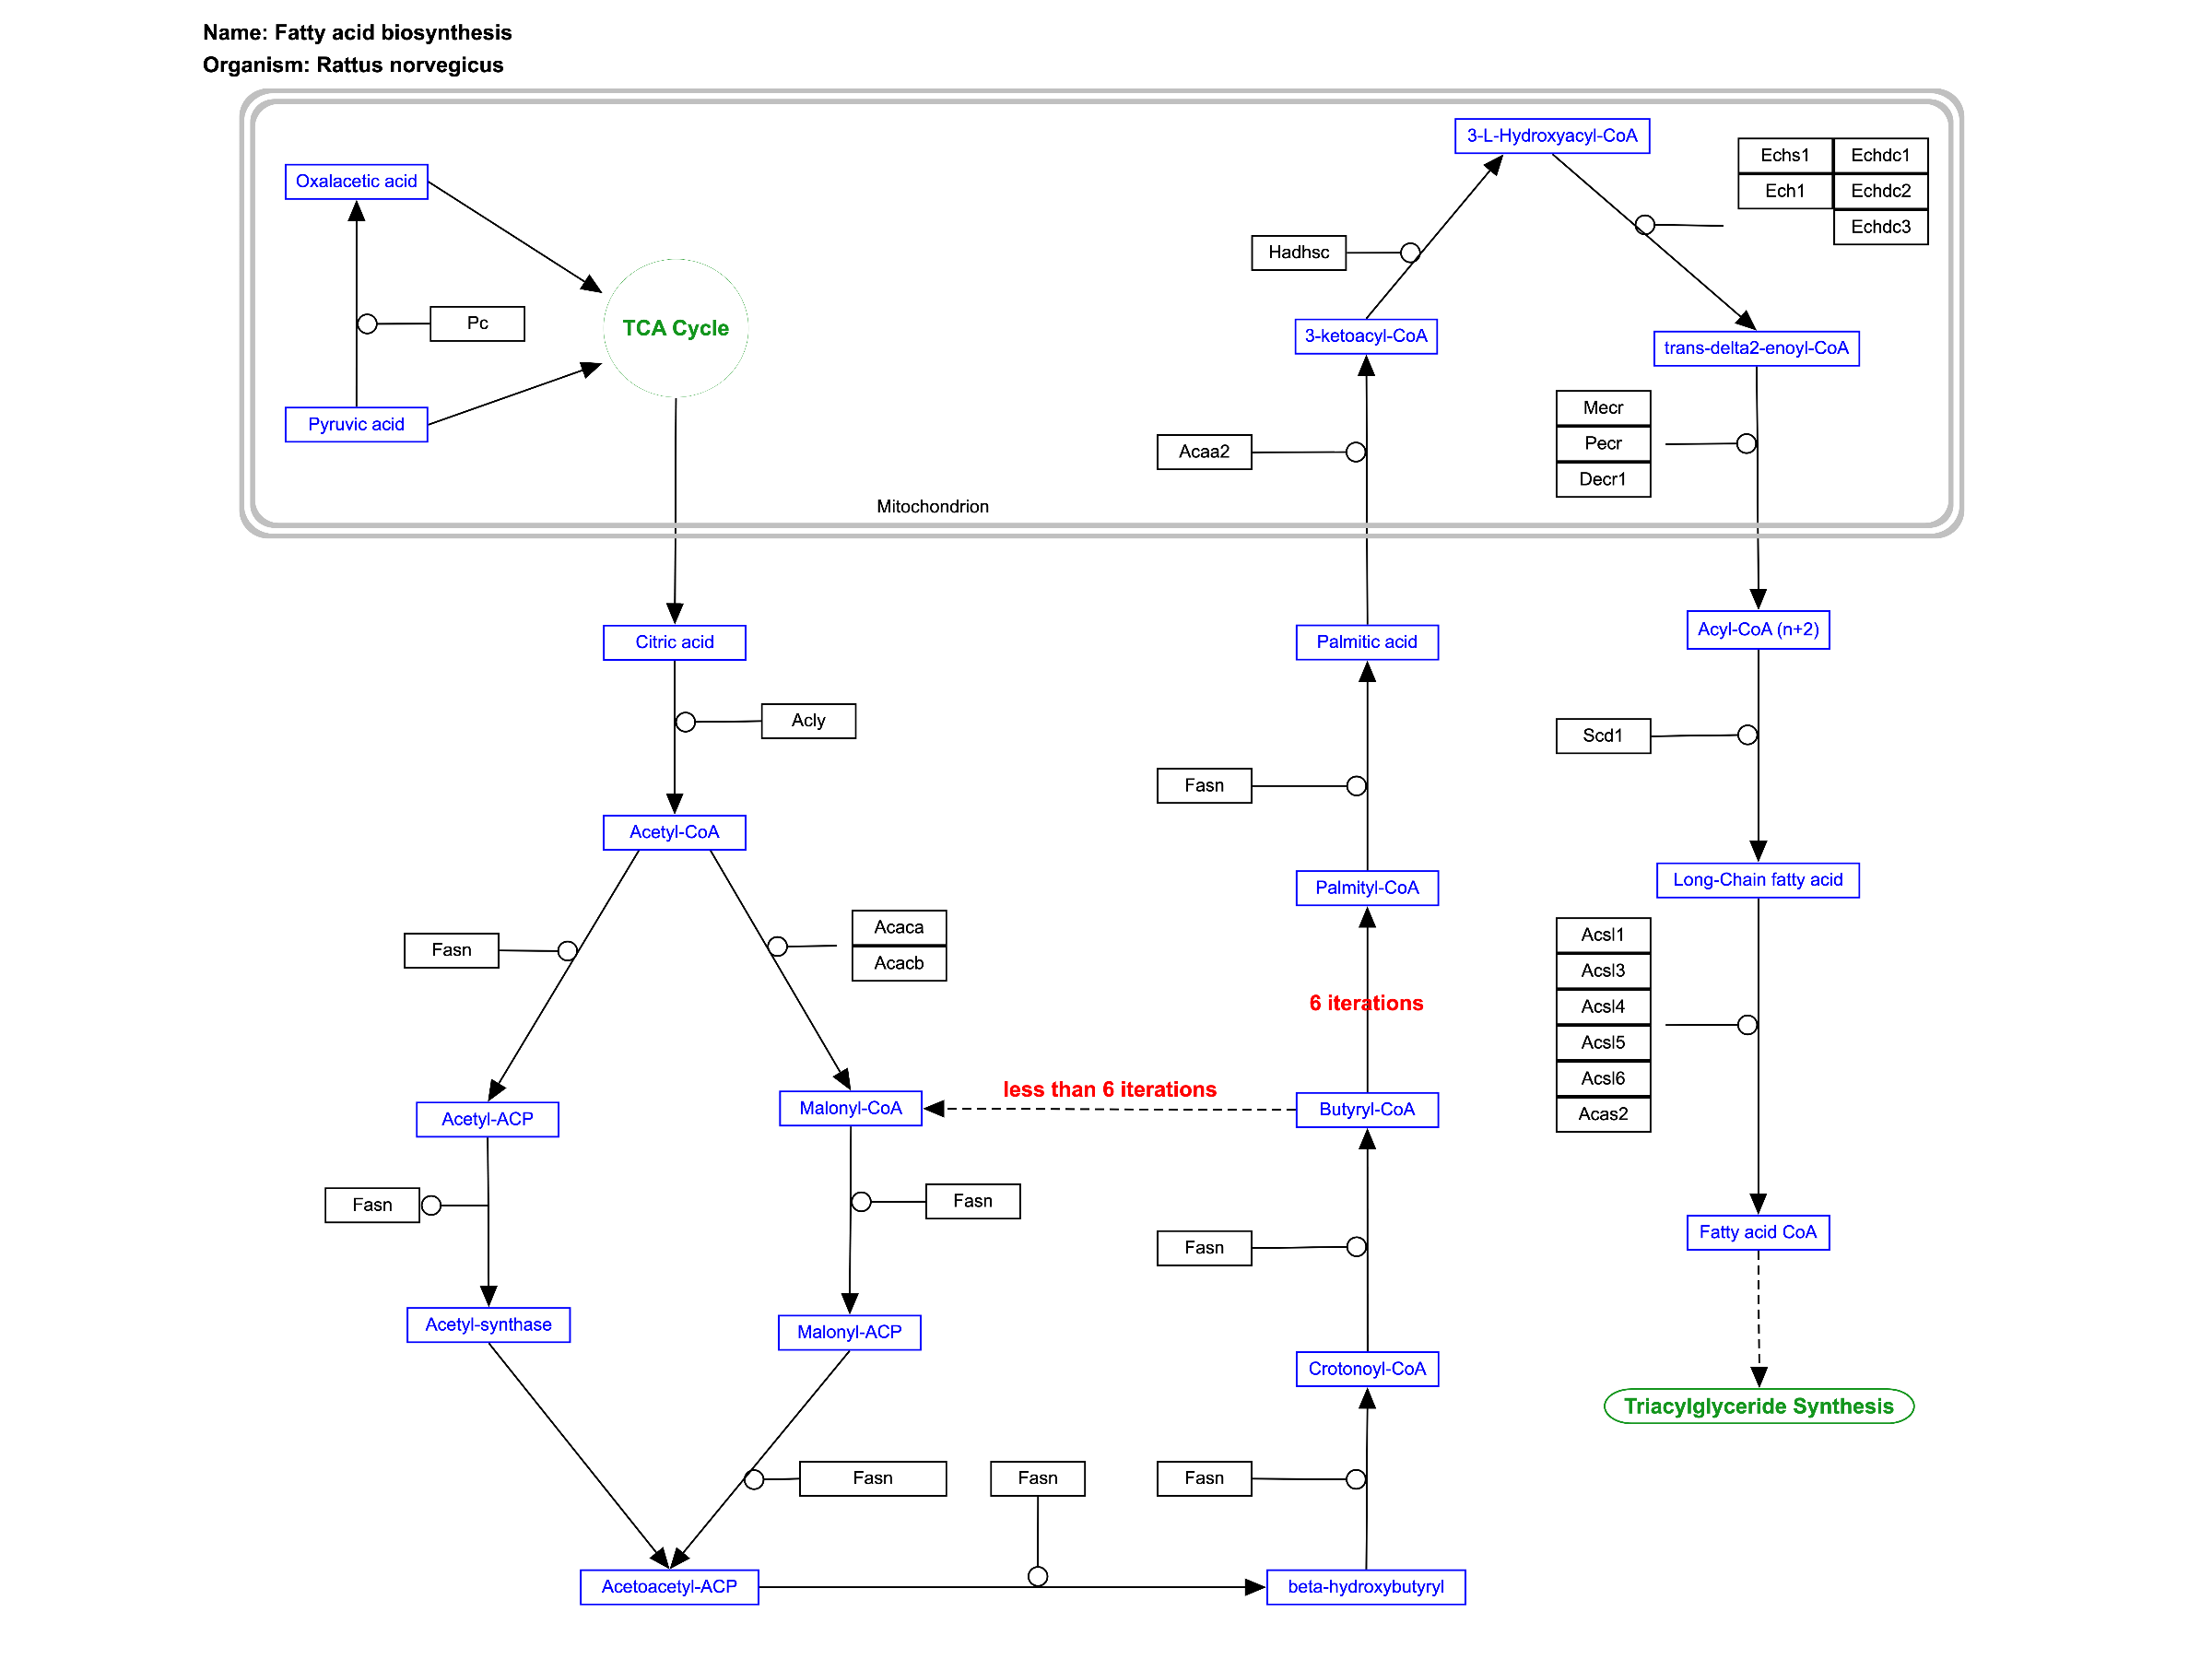 Name: Fatty acid biosynthesis
Organism: Rattus norvegicus
3-L-Hydroxyacyl-CoA
Echs1
Echdc1
Oxalacetic acid
Ech1
Echdc2
Echdc3
Hadhsc
Pc
TCA Cycle
3-ketoacyl-CoA
trans-delta2-enoyl-CoA
Mecr
Pyruvic acid
Pecr
Acaa2
Decr1
Mitochondrion
Citric acid
Palmitic acid
Acyl-CoA (n+2)
Acly
Scd1
Fasn
Acetyl-CoA
Palmityl-CoA
Long-Chain fatty acid
Acaca
Acsl1
Fasn
Acacb
Acsl3
6 iterations
Acsl4
Acsl5
Acsl6
less than 6 iterations
Acetyl-ACP
Malonyl-CoA
Butyryl-CoA
Acas2
Fasn
Fasn
Fasn
Fatty acid CoA
Acetyl-synthase
Malonyl-ACP
Crotonoyl-CoA
Triacylglyceride Synthesis
Fasn
Fasn
Fasn
Acetoacetyl-ACP
beta-hydroxybutyryl